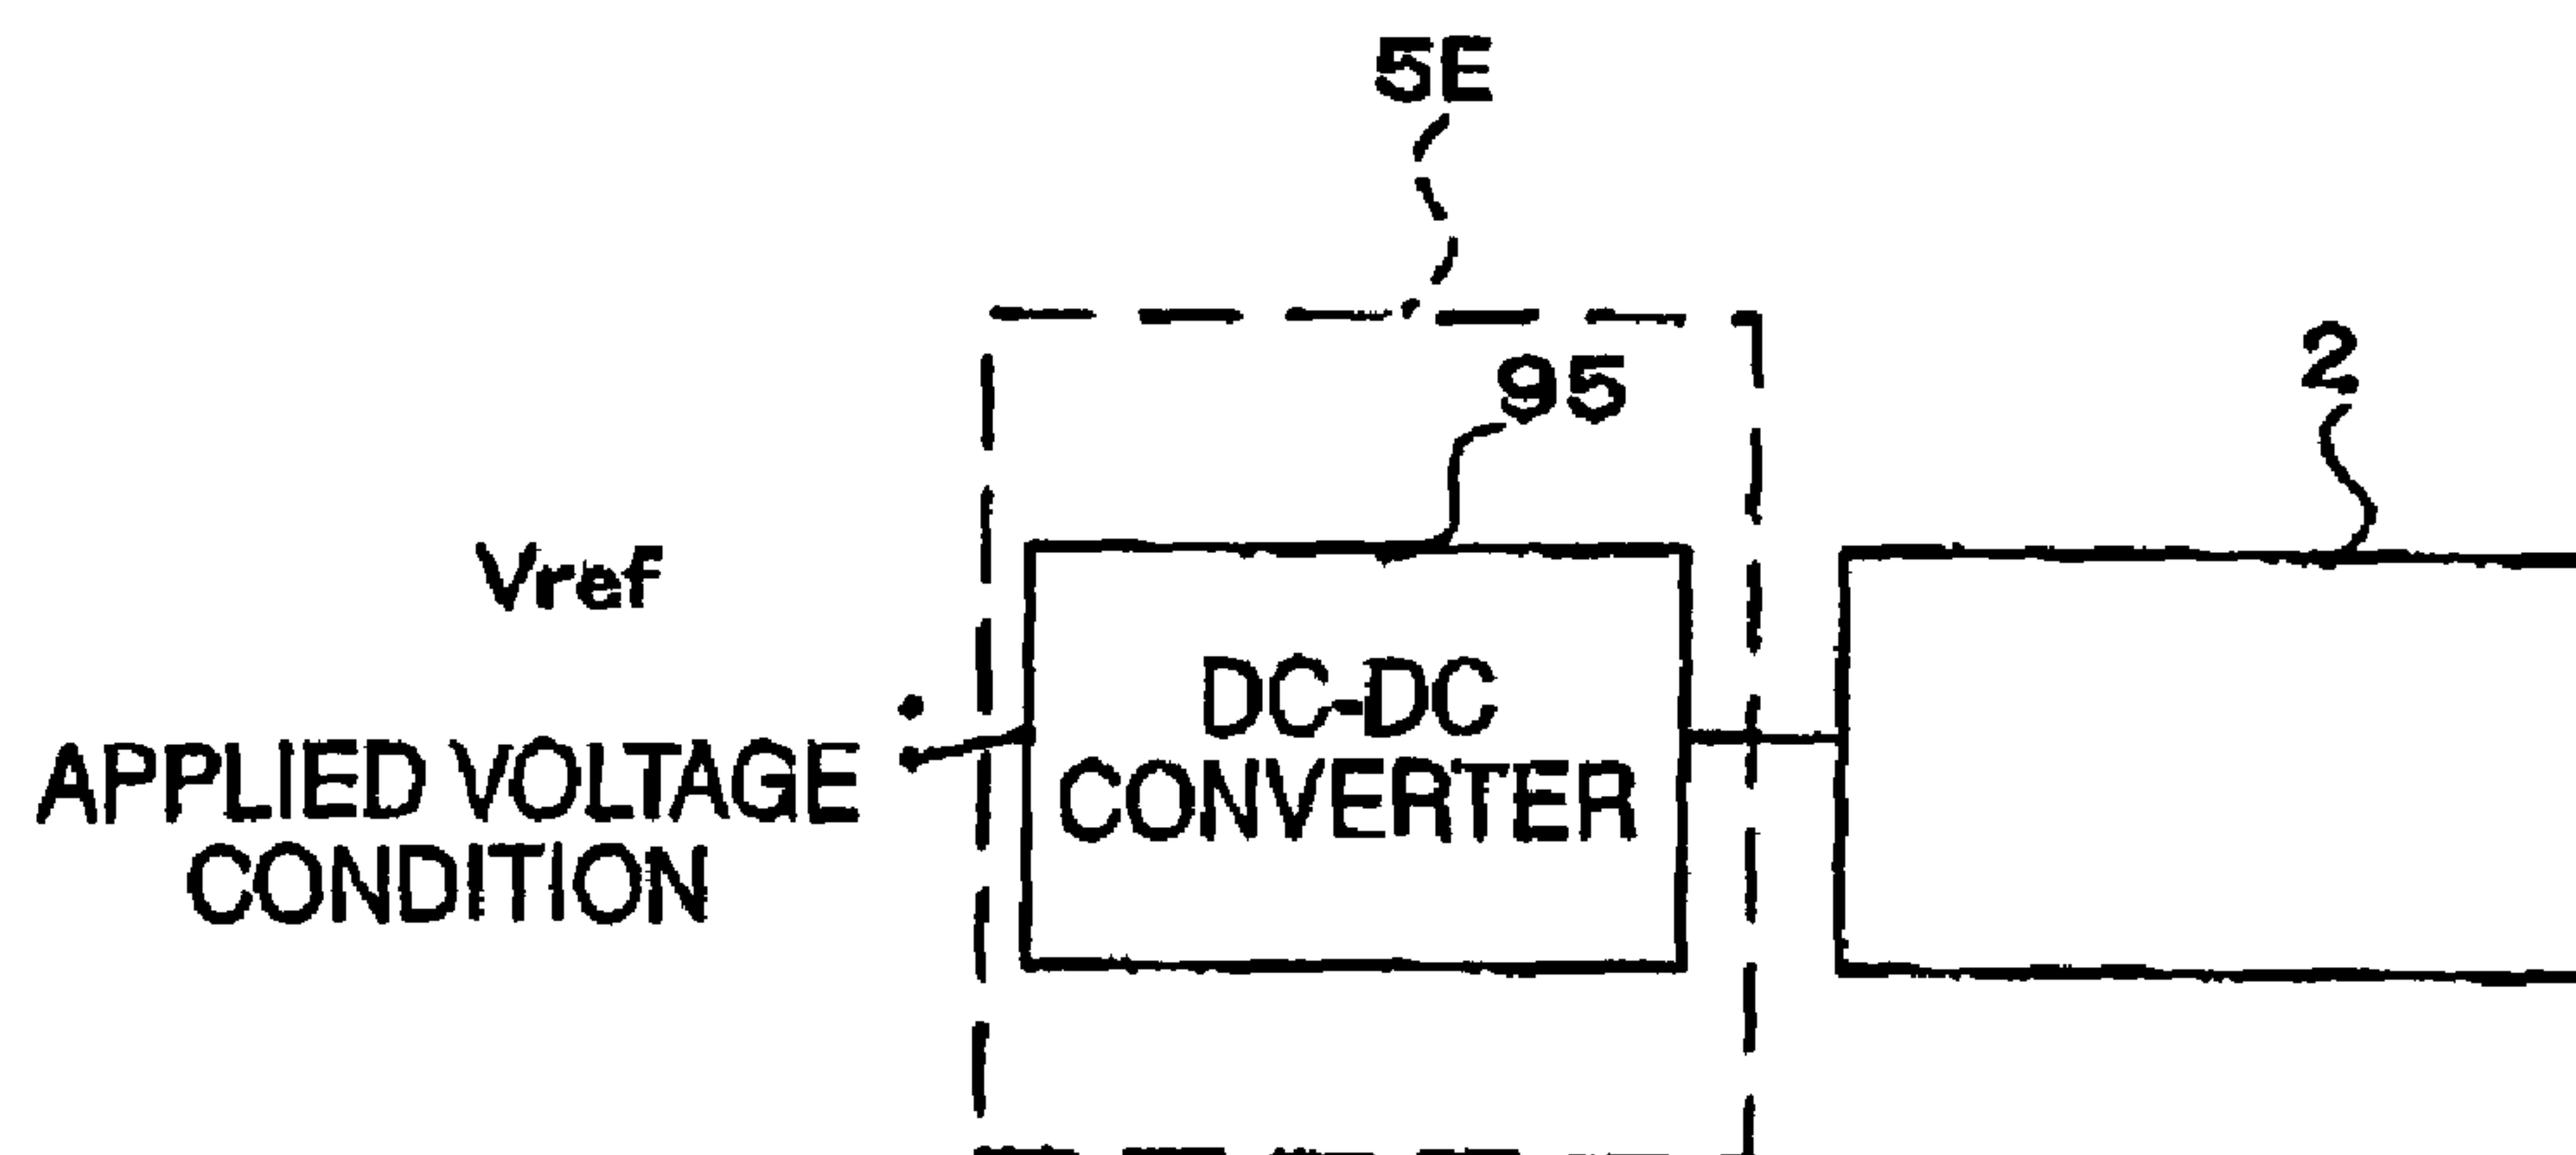 5E
95
2
Vref
DC-DC
CONVERTER
APPLIED VOLTAGE
CONDITION